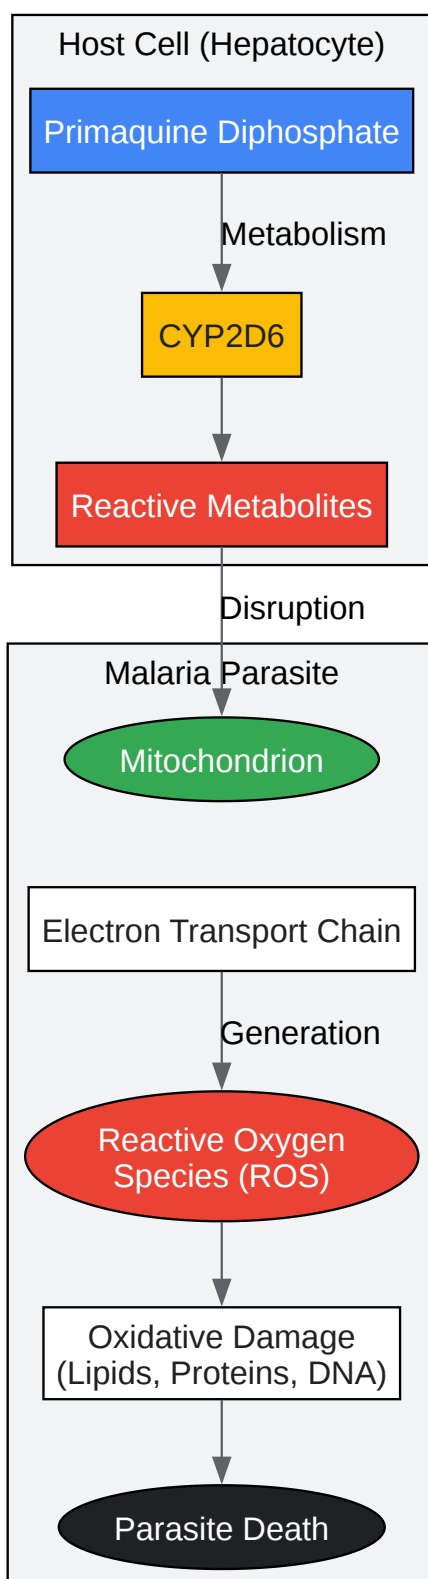 Host Cell (Hepatocyte)
Primaquine Diphosphate
Metabolism
CYP2D6
Reactive Metabolites
Disruption
Malaria Parasite
Mitochondrion
Electron Transport Chain
Generation
Reactive Oxygen
Species (ROS)
Oxidative Damage
(Lipids, Proteins, DNA)
Parasite Death